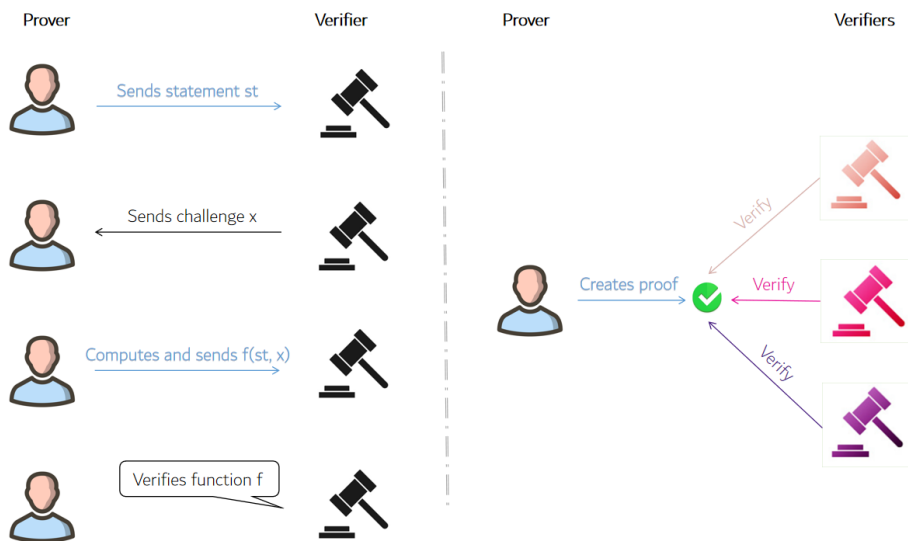 Prover
Verifier
Sends statement st
Sends challenge x
Computes and sends f(st, x)
Verifies function f
Prover
Verifiers
Verify
Creates proof
Verify
Verify